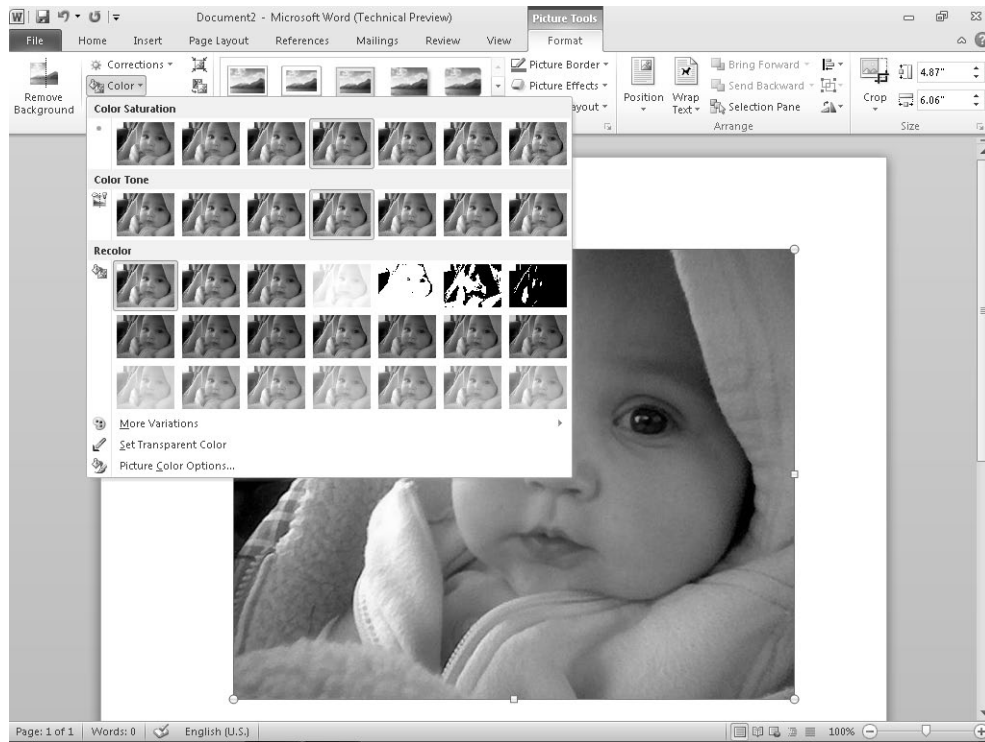 Document2 - Microsoft Word (Technical Preview)
Picture Tools
File Home Insert Page Layout References Mailings Review View Format
Corrections
Color
Remove Background
Picture Border
Picture Effects
ayout
Position
Wrap Text
Bring Forward
Send Backward
Selection Pane
Arrange
Crop
4.87"
6.06"
Size
Color Saturation
Color Tone
Recolor
More Variations
Set Transparent Color
Picture Color Options...
Page: 1 of 1 Words: 0 English (U.S.) 100%